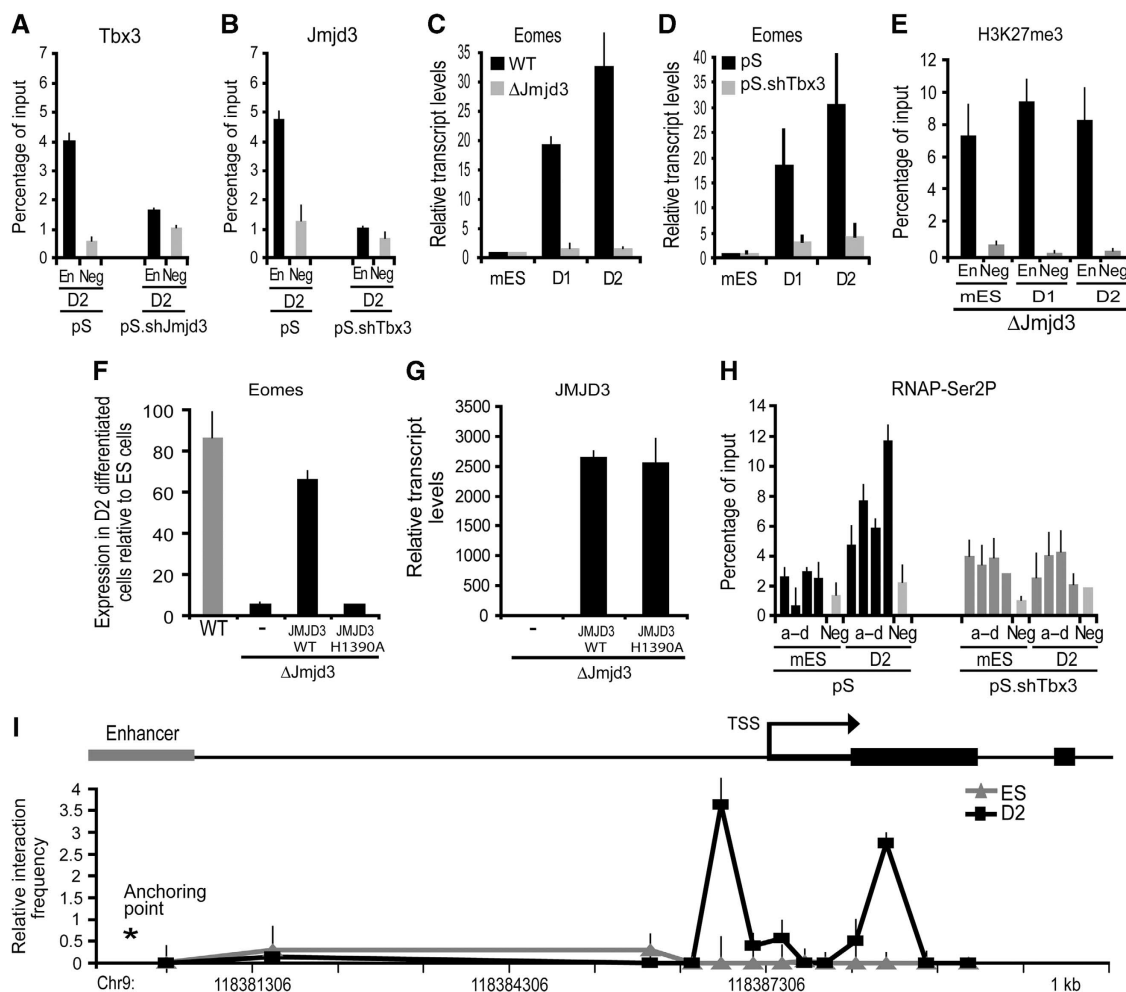 A
Tbx3
Percentage of input
7
6
5
4
3
2
1
0
En Neg En Neg
D2 D2
pS pS.shJmjd3
B
Jmjd3
Percentage of input
7
6
5
4
3
2
1
0
En Neg En Neg
D2 D2
pS pS.shTbx3
C
Eomes
WT
ΔJmjd3
Relative transcript levels
40
35
30
25
20
15
10
5
0
mES D1 D2
D
Eomes
pS
pS.shTbx3
Relative transcript levels
40
35
30
25
20
15
10
5
0
mES D1 D2
E
H3K27me3
Percentage of input
12
10
8
6
4
2
0
En Neg En Neg En Neg
mES D1 D2
ΔJmjd3
F
Eomes
Expression in D2 differentiated
cells relative to ES cells
100
80
60
40
20
0
WT - JMJD3 JMJD3
WT H1390A
ΔJmjd3
G
JMJD3
Relative transcript
levels
3500
3000
2500
2000
1500
1000
500
0
- JMJD3 JMJD3
WT H1390A
ΔJmjd3
H
RNAP-Ser2P
Percentage of input
14
12
10
8
6
4
2
0
a–d Neg a–d Neg a–d Neg a–d Neg
mES D2 mES D2
pS pS.shTbx3
I
Enhancer
TSS
ES
D2
Relative interaction
frequency
4
3.5
3
2.5
2
1.5
1
0.5
0
Anchoring
point
*
Chr9: 118381306 118384306 118387306 1 kb